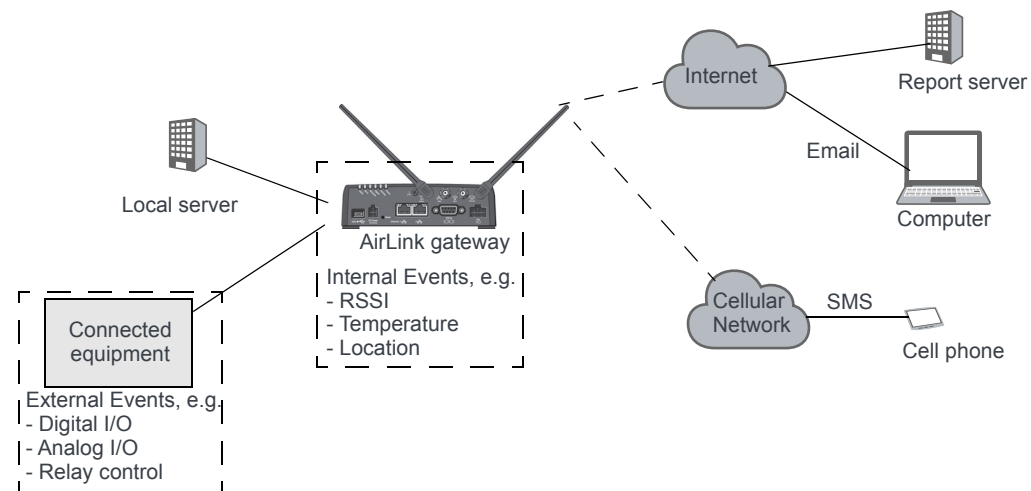 Internet
Report server
Email
Computer
Local server
AirLink gateway
Internal Events, e.g.
- RSSI
- Temperature
- Location
Cellular
Network
SMS
Cell phone
Connected
equipment
External Events, e.g.
- Digital I/O
- Analog I/O
- Relay control